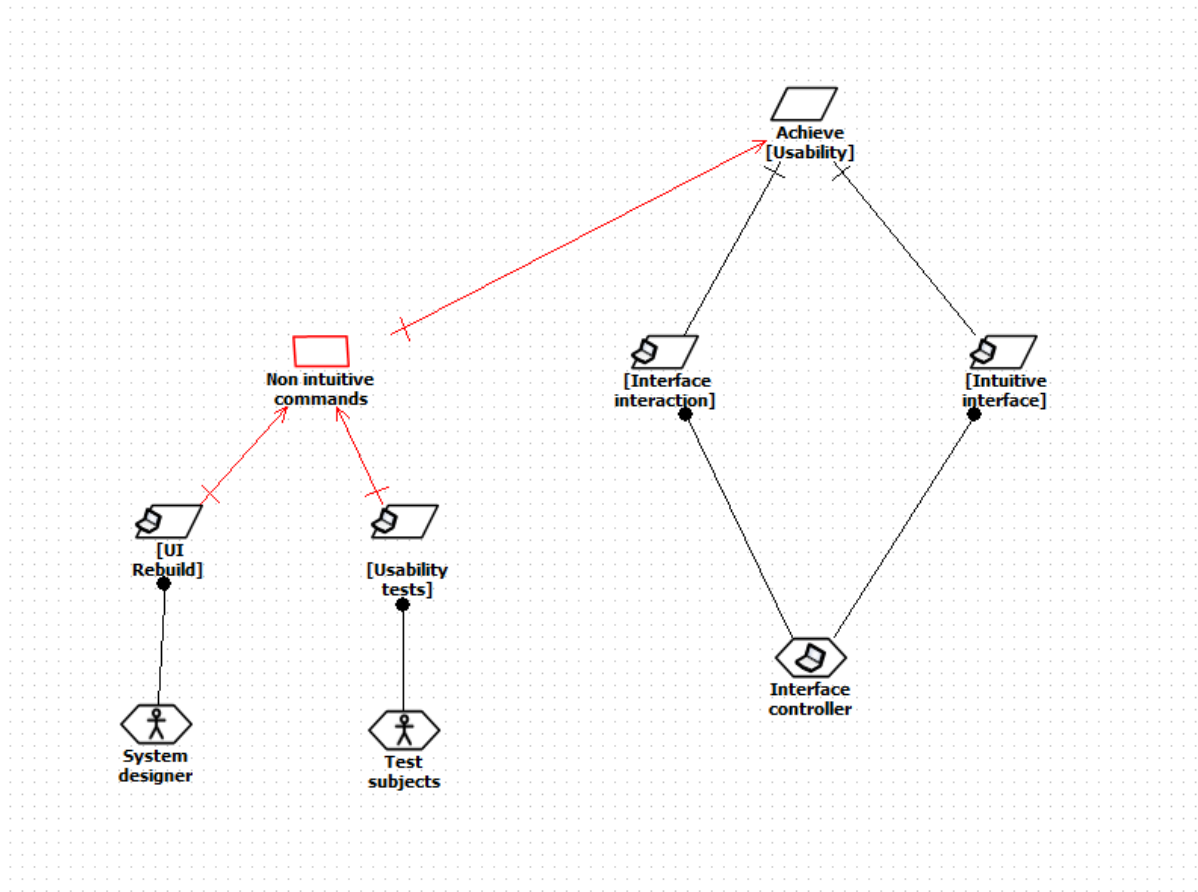 Achieve
[Usability]
Non intuitive
commands
[Interface
interaction]
[Intuitive
interface]
[UI
Rebuild]
[Usability
tests]
Interface
controller
System
designer
Test
subjects